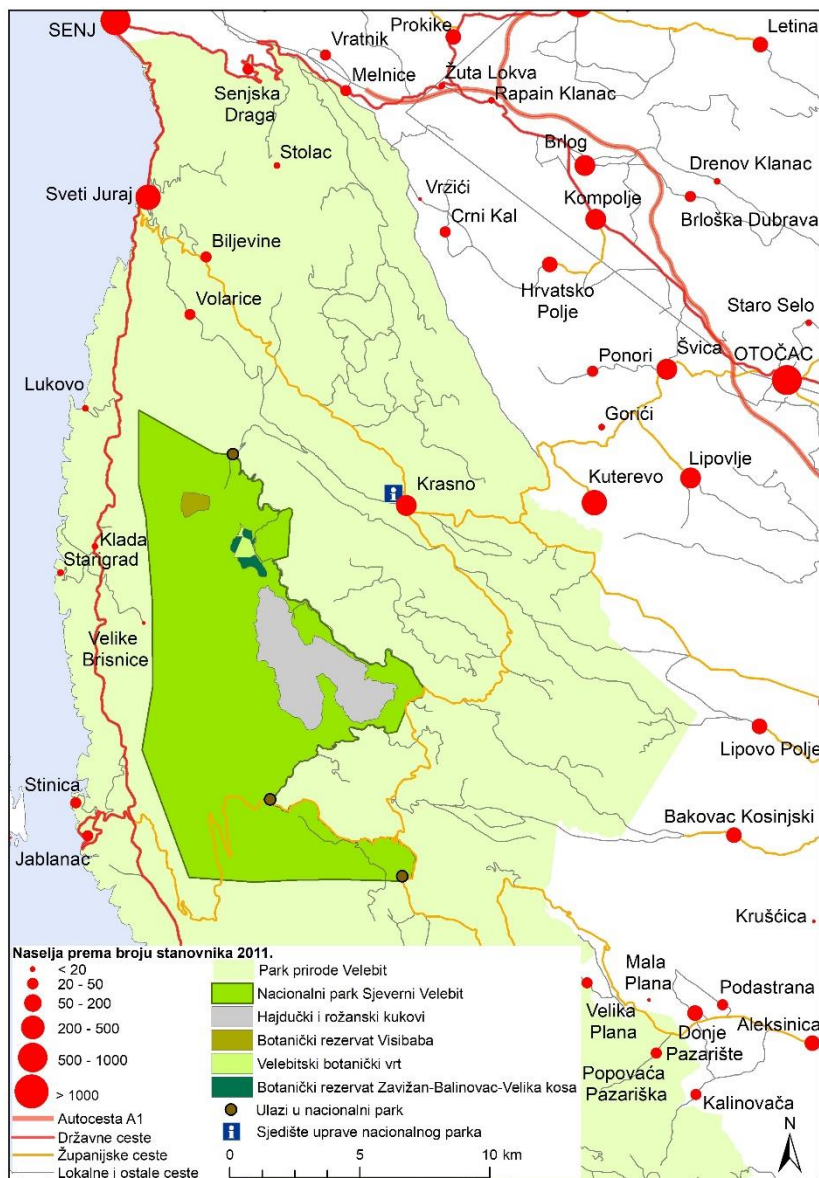 SENJ
Prokike
Letina
Vratnik
Senjska
Draga
Melnice
Žuta Lokva
Rapain Klanac
Stolac
Brlog
Drenov Klanac
Sveti Juraj
Vržići
Kompolje
Crni Kal
Brloška Dubrava
Biljevine
Hrvatsko
Polje
Volarice
Staro Selo
Ponori
Švica
OTOČAC
Lukovo
Gorići
Lipovlje
Krasno
Kuterevo
Klada
Starigrad
Velike
Brisnice
Lipovo Polje
Stinica
Bakovac Kosinjski
Jablanac
Krušćica
Mala
Plana
Podastrana
Velika
Plana
Donje
Pazarište
Aleksinica
Popovaća
Pazariška
Kalinovača
Naselja prema broju stanovnika 2011.
< 20
20 - 50
50 - 200
200 - 500
500 - 1000
> 1000
Autocesta A1
Državne ceste
Županijske ceste
Lokalne i ostale ceste
Park prirode Velebit
Nacionalni park Sjeverni Velebit
Hajdučki i rožanski kukovi
Botanički rezervat Visibaba
Velebitski botanički vrt
Botanički rezervat Zavižan-Balinovac-Velika kosa
Ulazi u nacionalni park
i
Sjedište uprave nacionalnog parka
0 5 10 km
N